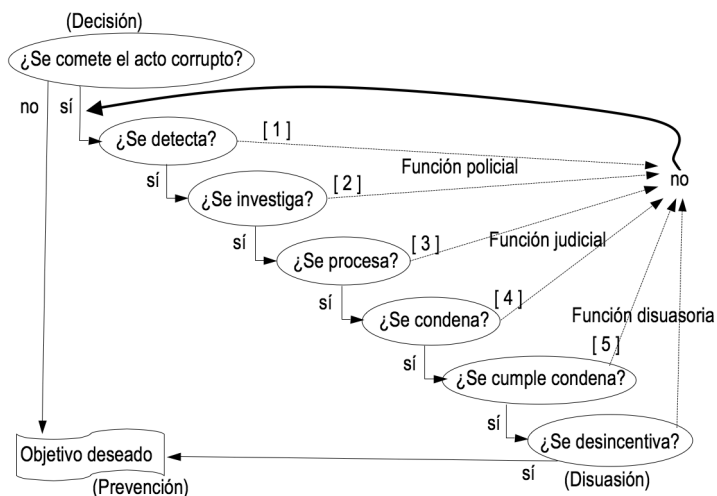 (Decisión)
¿Se comete el acto corrupto?
no
sí
¿Se detecta?
[ 1 ]
Función policial
no
sí
¿Se investiga?
[ 2 ]
sí
¿Se procesa?
[ 3 ]
Función judicial
sí
¿Se condena?
[ 4 ]
Función disuasoria
[ 5 ]
sí
¿Se cumple condena?
sí
¿Se desincentiva?
Objetivo deseado
sí
(Disuasión)
(Prevención)